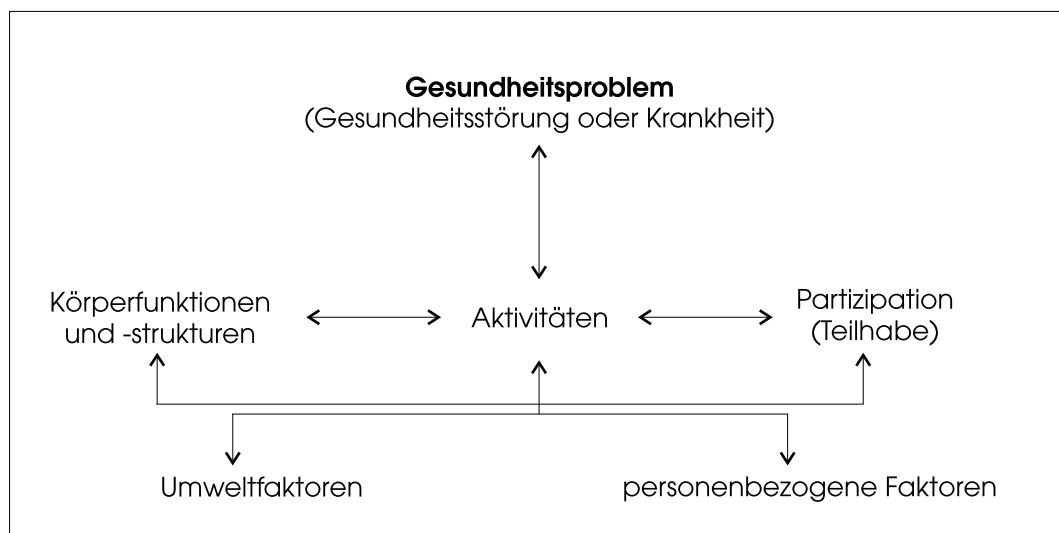 Gesundheitsproblem
(Gesundheitsstörung oder Krankheit)
Körperfunktionen
und -strukturen
Aktivitäten
Partizipation
(Teilhabe)
Umweltfaktoren
personenbezogene Faktoren